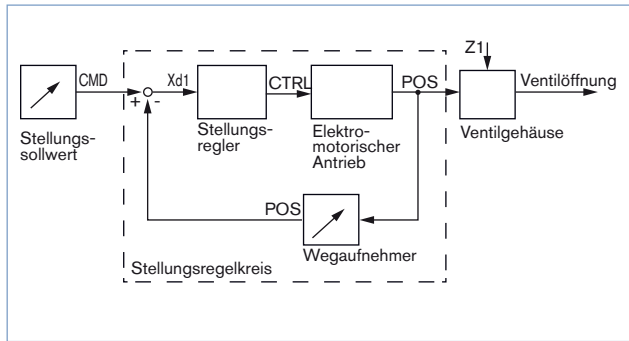 Z1
CMD
Xd1
CTRL
POS
Ventilöffnung
+ -
Stellungs-
sollwert
Stellungs-
regler
Elektro-
motorischer
Antrieb
Ventilgehäuse
POS
Wegaufnehmer
Stellungsregelkreis